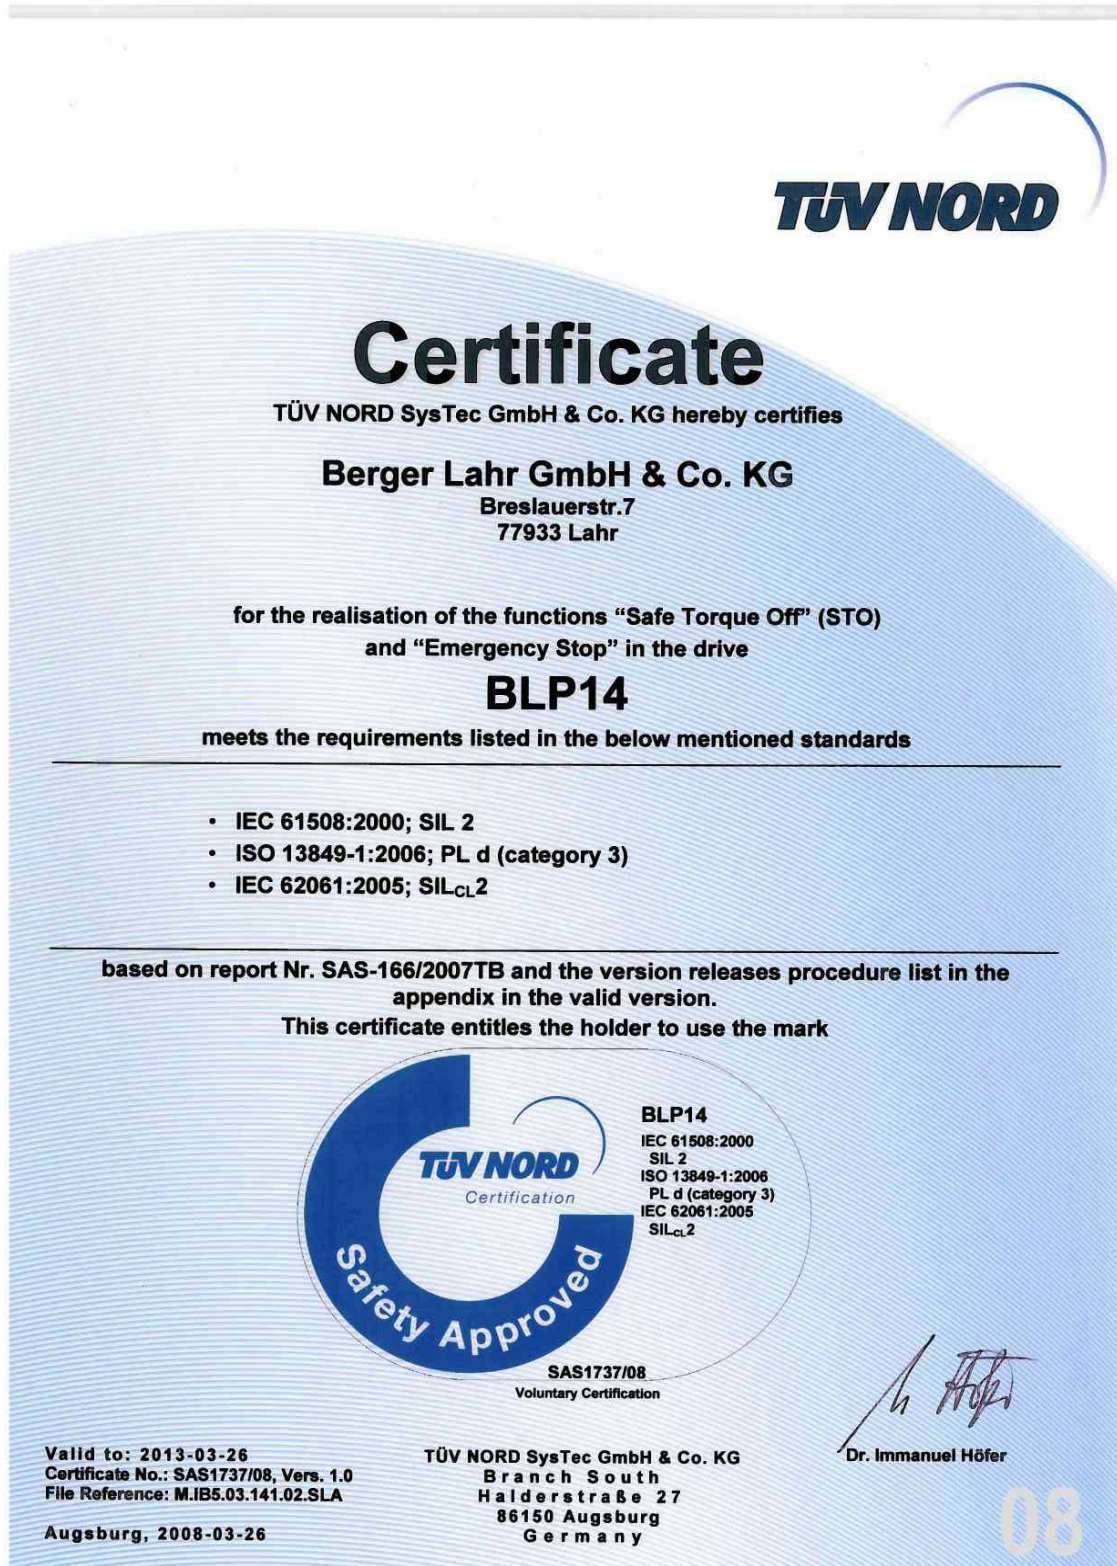 TÜV NORD
Certificate
TÜV NORD SysTec GmbH & Co. KG hereby certifies
Berger Lahr GmbH & Co. KG
Breslauerstr.7
77933 Lahr
for the realisation of the functions “Safe Torque Off” (STO)
and “Emergency Stop” in the drive
BLP14
meets the requirements listed in the below mentioned standards
• IEC 61508:2000; SIL 2
• ISO 13849-1:2006; PL d (category 3)
• IEC 62061:2005; SILCL2
based on report Nr. SAS-166/2007TB and the version releases procedure list in the
appendix in the valid version.
This certificate entitles the holder to use the mark
TÜV NORD
Certification
Safety Approved
BLP14
IEC 61508:2000
SIL 2
ISO 13849-1:2006
PL d (category 3)
IEC 62061:2005
SILCL2
SAS1737/08
Voluntary Certification
Valid to: 2013-03-26
Certificate No.: SAS1737/08, Vers. 1.0
File Reference: M.IB5.03.141.02.SLA
Augsburg, 2008-03-26
TÜV NORD SysTec GmbH & Co. KG
Branch South
Halderstraße 27
86150 Augsburg
Germany
Dr. Immanuel Höfer
08